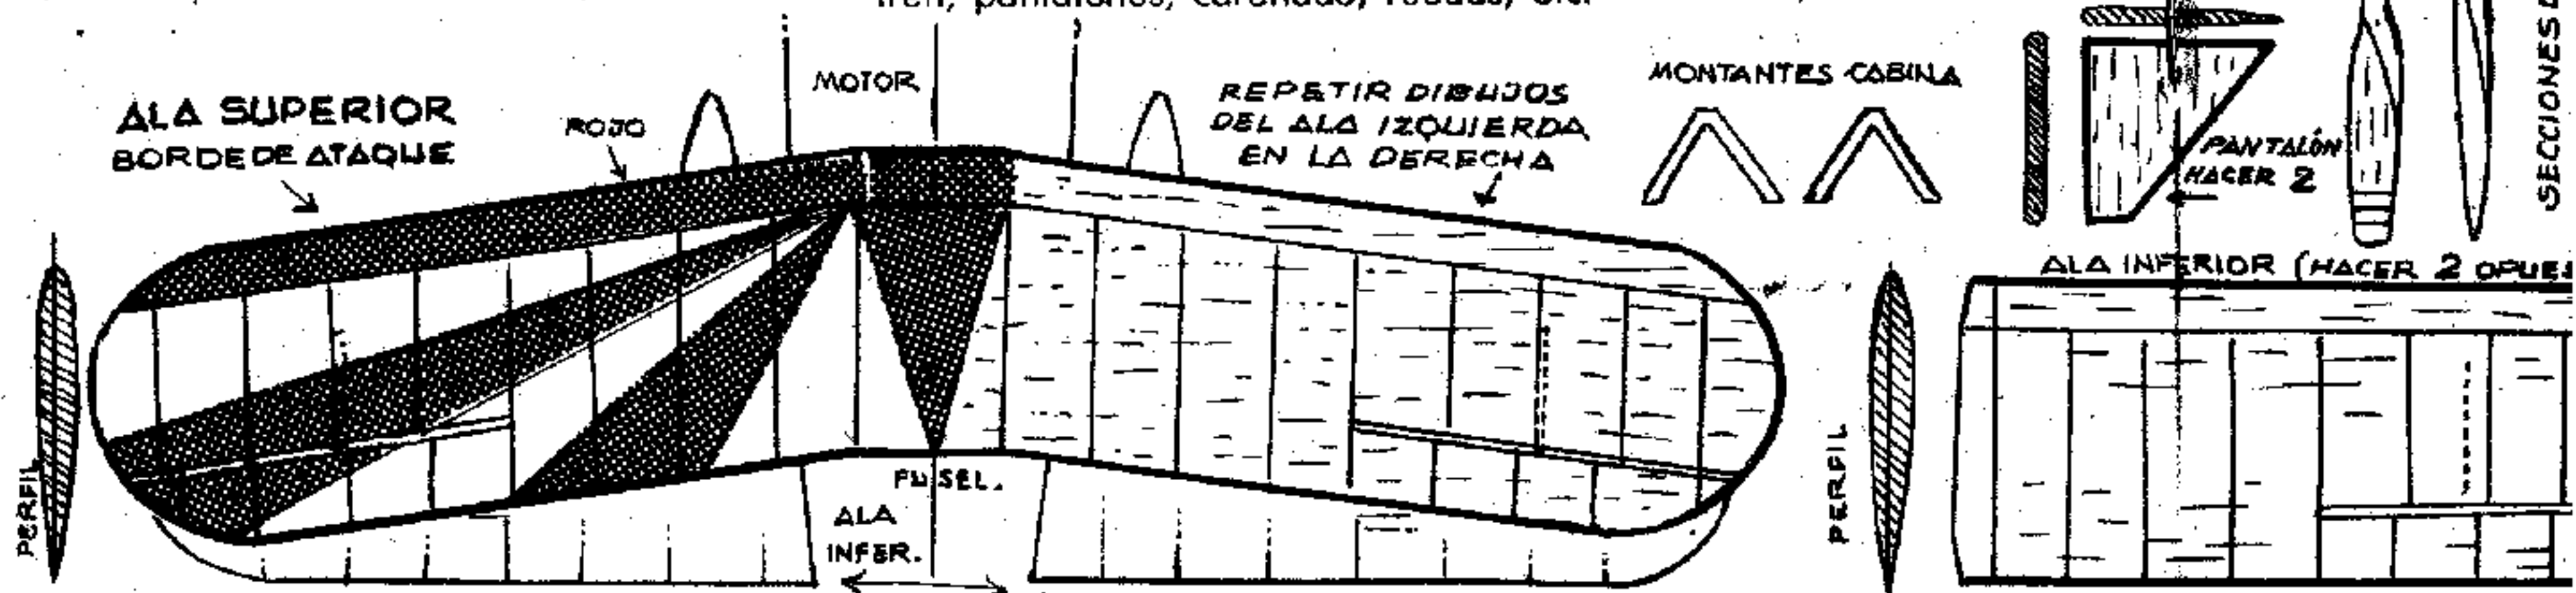 ALA SUPERIOR
BORDE DE ATAQUE
ROJO
MOTOR
REPETIR DIBUJOS
DEL ALA IZQUIERDA
EN LA DERECHA
MONTANTES CABINA
PANTALÓN
HACER 2
SECCIONES
ALA INFERIOR (HACER 2
PERFIL
FUSEL.
ALA
INFER.
PERFIL